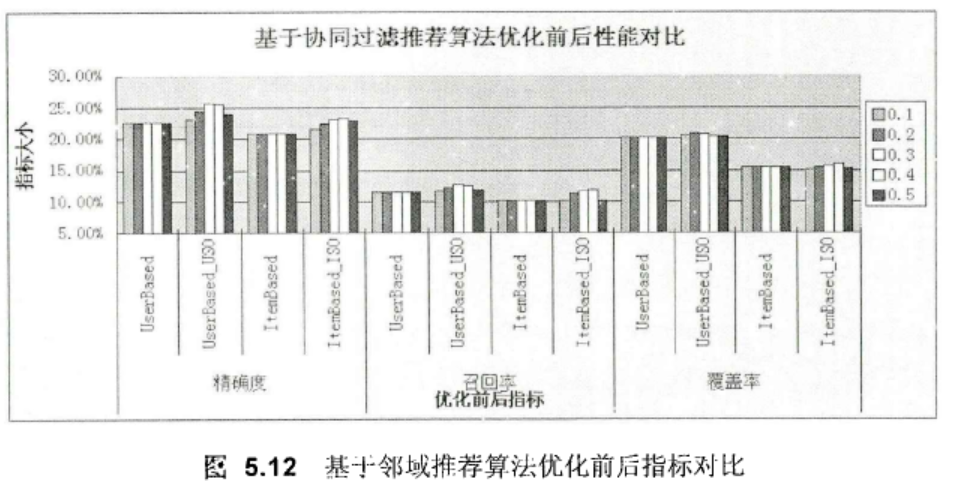 基于协同过滤推荐算法优化前后性能对比
30.00%
25.00%
20.00%
15.00%
10.00%
5.00%
指标大小
UserBased
UserBased_USO
ItemBased
ItemBased_ISO
UserBased
UserBased_USO
ItemBased
ItemBased_ISO
UserBased
UserBased_USO
ItemBased
ItemBased_ISO
精确度
召回率
覆盖率
优化前后指标
0.1
0.2
0.3
0.4
0.5
图 5.12 基于邻域推荐算法优化前后指标对比